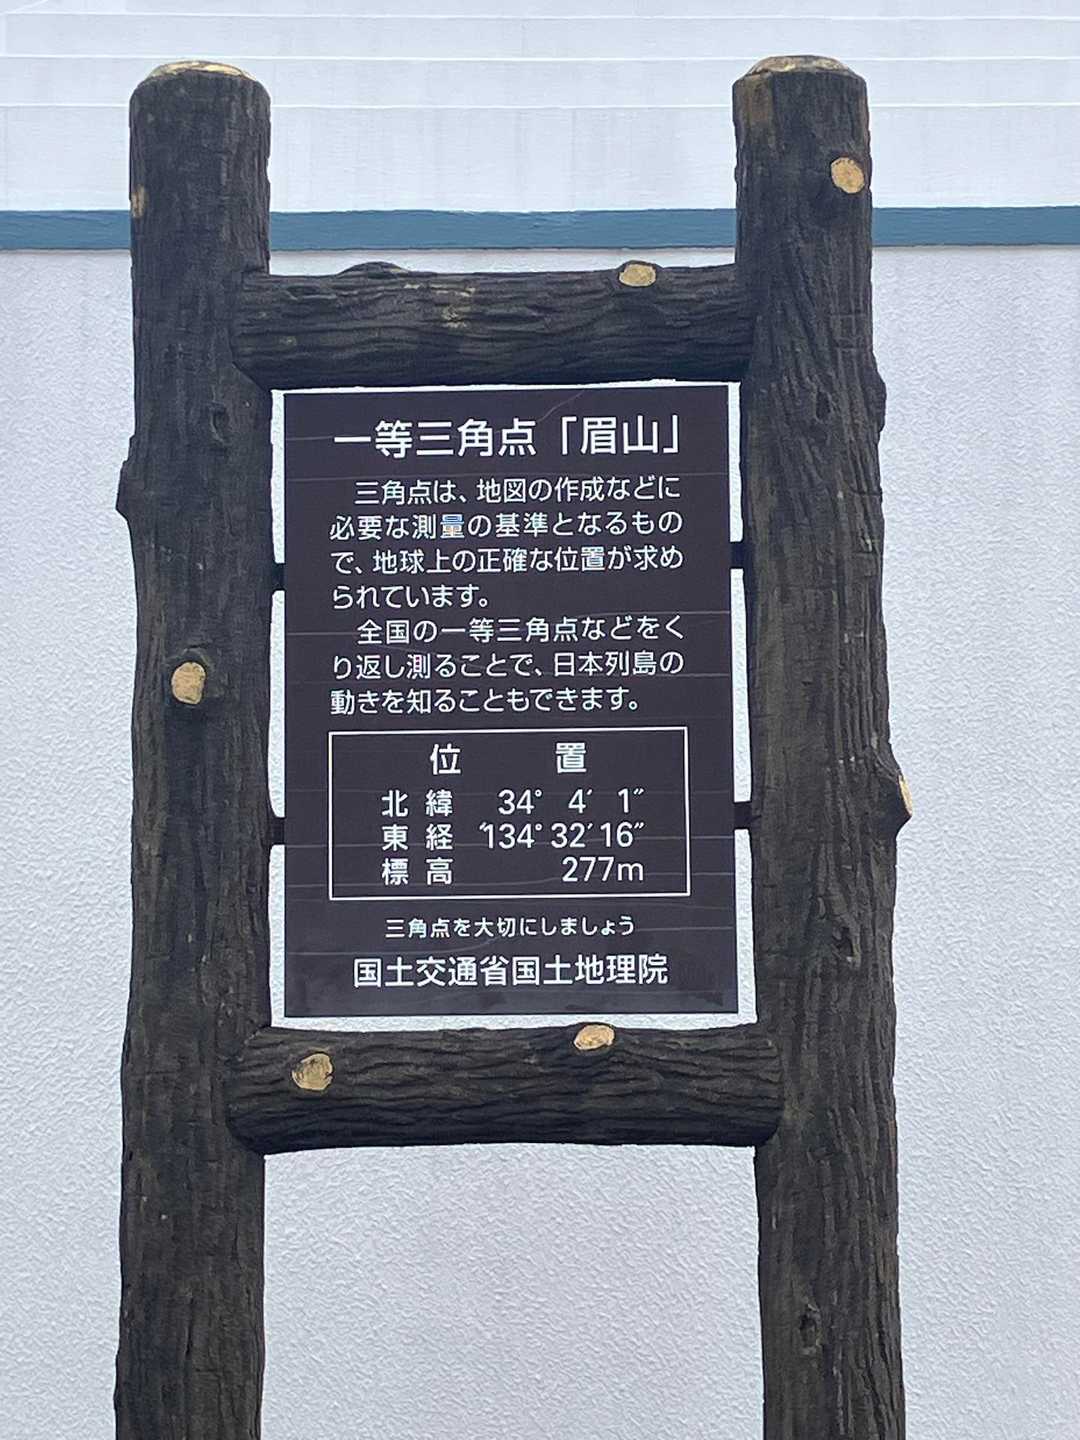 一等三角点「眉山」
三角点は、地図の作成などに
必要な測量の基準となるもの
で、地球上の正確な位置が求め
られています。
全国の一等三角点などをく
り返し測ることで、日本列島の
動きを知ることもできます。
位 置
北緯 34° 4′ 1″
東経 134° 32′ 16″
標高 277m
三角点を大切にしましょう
国土交通省国土地理院